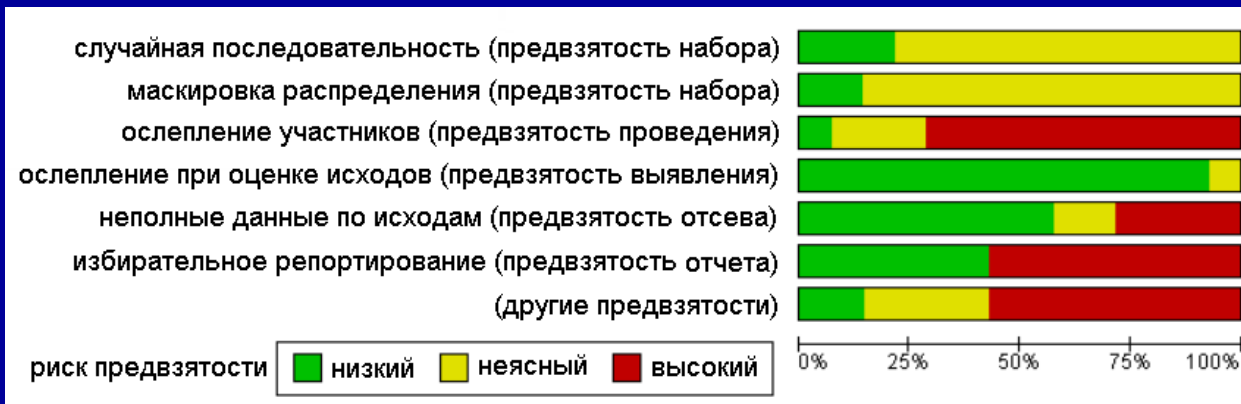 случайная последовательность (предвзятость набора)
маскировка распределения (предвзятость набора)
ослепление участников (предвзятость проведения)
ослепление при оценке исходов (предвзятость выявления)
неполные данные по исходам (предвзятость отсева)
избирательное репортирование (предвзятость отчета)
(другие предвзятости)
риск предвзятости низкий неясный высокий
0% 25% 50% 75% 100%